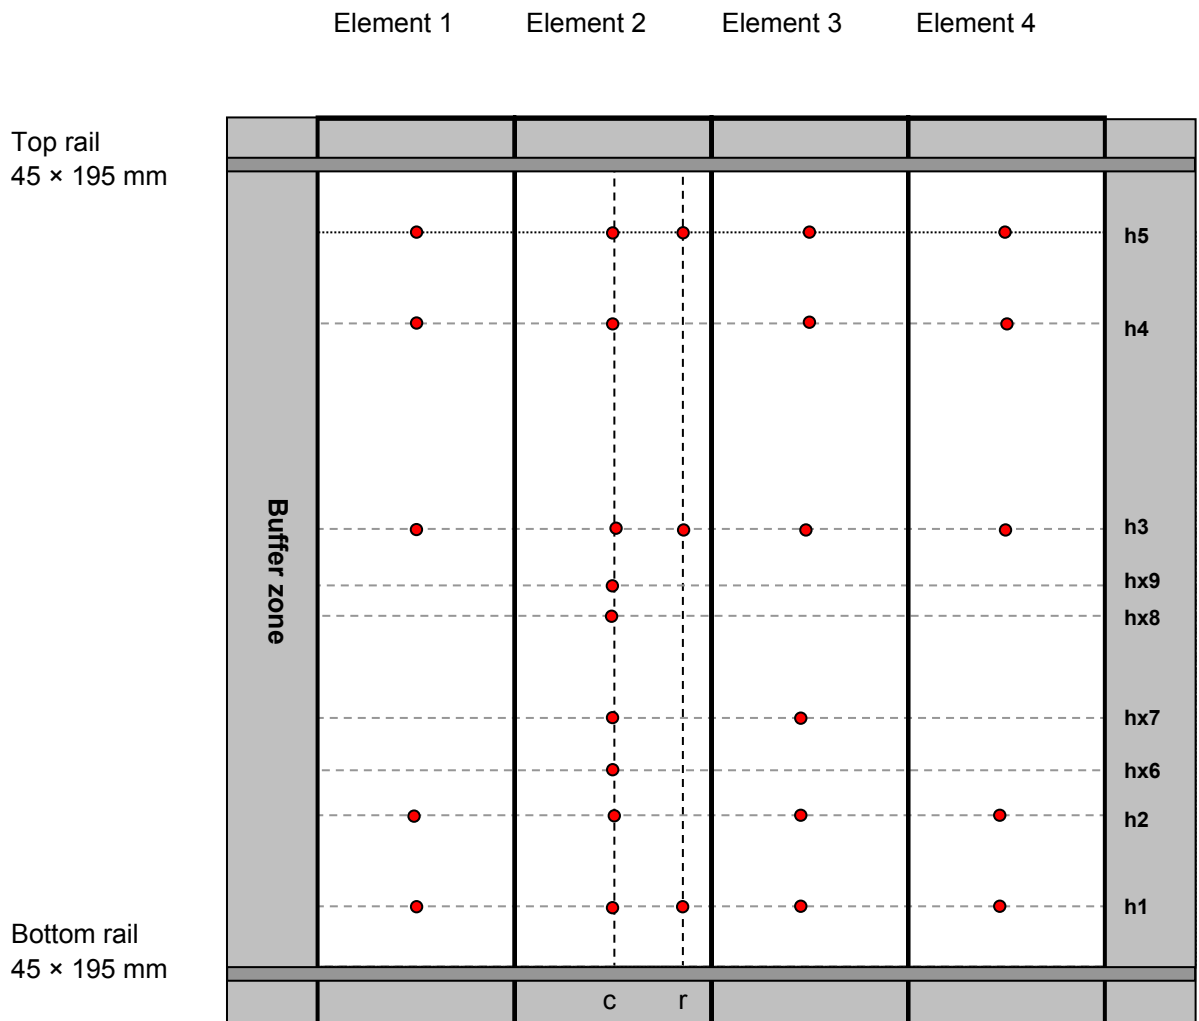 Element 1 Element 2 Element 3 Element 4
Top rail
45 × 195 mm
h5
h4
Buffer zone
h3
hx9
hx8
hx7
hx6
h2
h1
Bottom rail
45 × 195 mm
c r